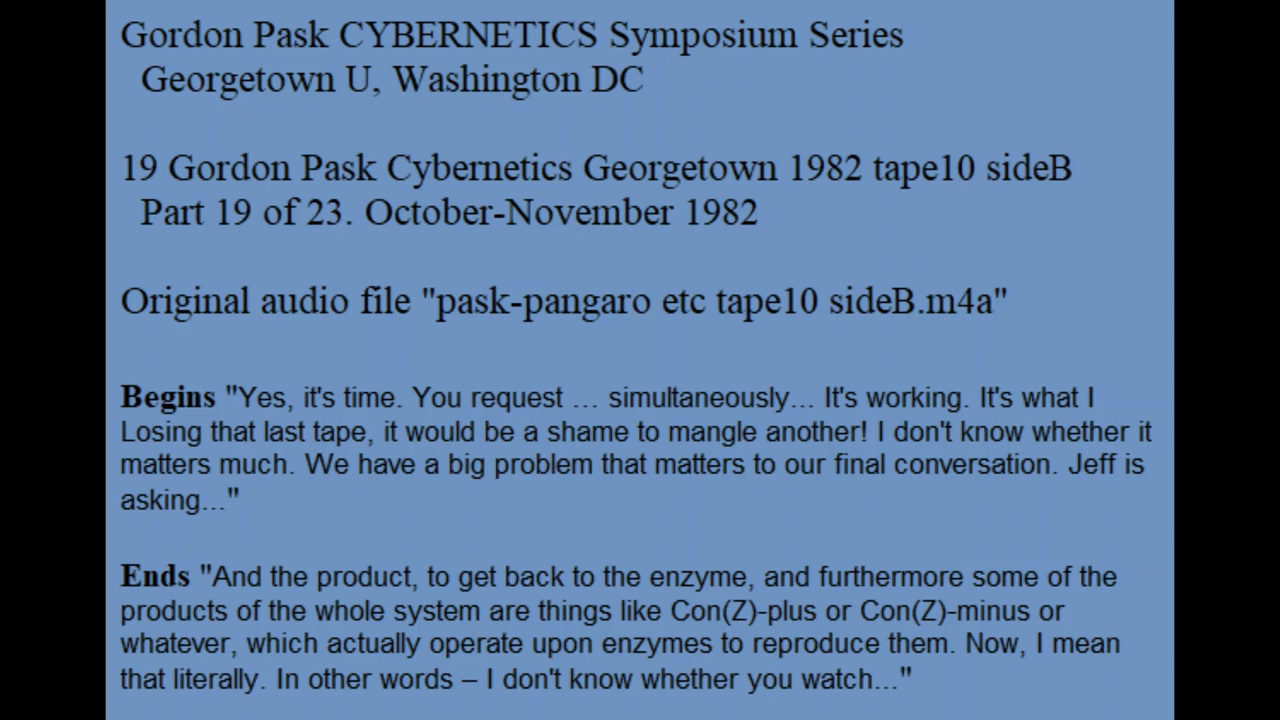 Gordon Pask CYBERNETICS Symposium Series
Georgetown U, Washington DC
19 Gordon Pask Cybernetics Georgetown 1982 tape10 sideB
Part 19 of 23. October-November 1982
Original audio file "pask-pangaro etc tape10 sideB.m4a"
Begins "Yes, it's time. You request … simultaneously… It's working. It's what I
Losing that last tape, it would be a shame to mangle another! I don't know whether it
matters much. We have a big problem that matters to our final conversation. Jeff is
asking…"
Ends "And the product, to get back to the enzyme, and furthermore some of the
products of the whole system are things like Con(Z)-plus or Con(Z)-minus or
whatever, which actually operate upon enzymes to reproduce them. Now, I mean
that literally. In other words – I don't know whether you watch…"